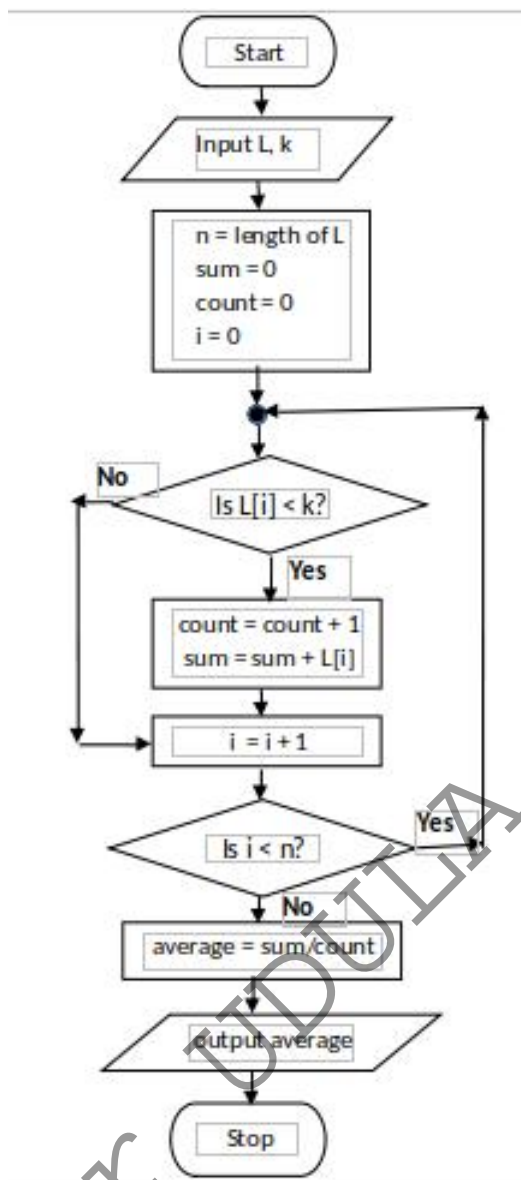 Start
Input L, k
n = length of L
sum = 0
count = 0
i = 0
No
Is L[i] < k?
Yes
count = count + 1
sum = sum + L[i]
i = i + 1
Is i < n?
Yes
No
average = sum/count
output average
Stop
UDULA